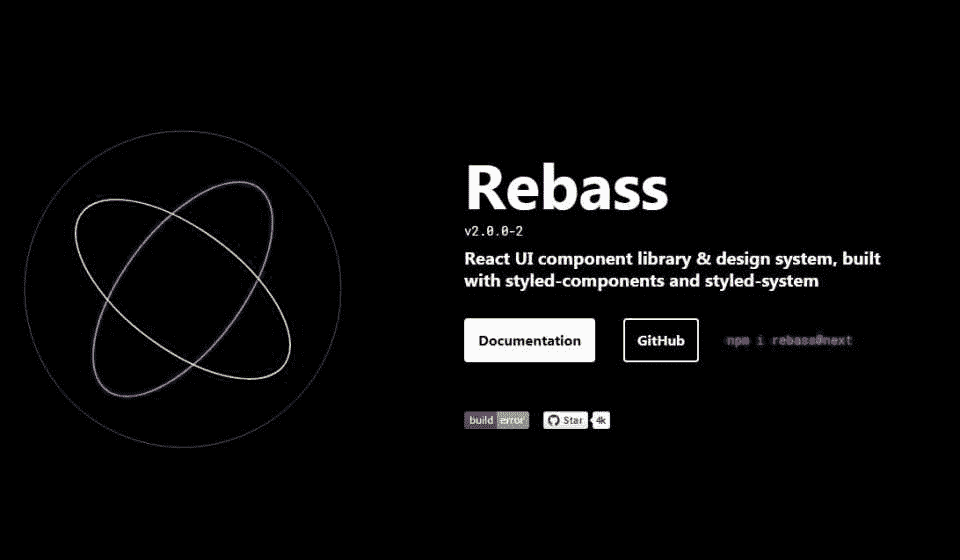 Rebass
v2.0.0-2
React UI component library & design system, built
with styled-components and styled-system
Documentation GitHub npm i rebass@next
build error Star 4k